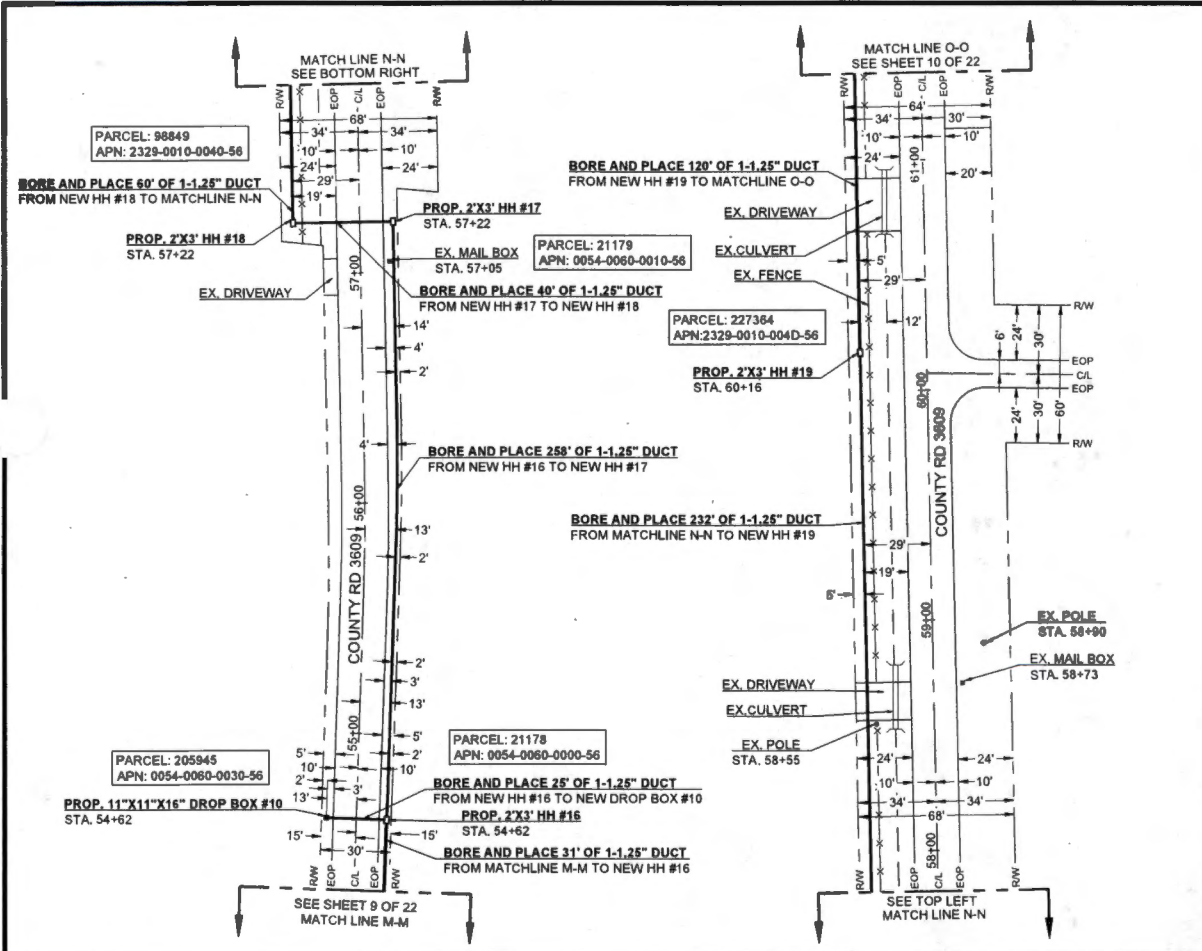 MATCH LINE N-N
SEE BOTTOM RIGHT
R/W
EOP
C/L
EOP
R/W
68'
34'
34'
10'
10'
24'
24'
29'
19'
PARCEL: 98849
APN: 2329-0010-0040-56
BORE AND PLACE 60' OF 1-1.25" DUCT
FROM NEW HH #18 TO MATCHLINE N-N
PROP. 2'X3' HH #17
STA. 57+22
PROP. 2'X3' HH #18
STA. 57+22
EX. MAIL BOX
STA. 57+05
PARCEL: 21179
APN: 0054-0060-0010-56
57+00
EX. DRIVEWAY
BORE AND PLACE 40' OF 1-1.25" DUCT
FROM NEW HH #17 TO NEW HH #18
14'
4'
2'
4'
BORE AND PLACE 258' OF 1-1.25" DUCT
FROM NEW HH #16 TO NEW HH #17
56+00
13'
2'
COUNTY RD 3609
2'
3'
13'
55+00
5'
2'
PARCEL: 21178
APN: 0054-0060-0000-56
PARCEL: 205945
APN: 0054-0060-0030-56
5'
10'
10'
2'
3'
13'
BORE AND PLACE 25' OF 1-1.25" DUCT
FROM NEW HH #16 TO NEW DROP BOX #10
PROP. 11"X11"X16" DROP BOX #10
STA. 54+62
PROP. 2'X3' HH #16
STA. 54+62
15'
15'
30'
BORE AND PLACE 31' OF 1-1.25" DUCT
FROM MATCHLINE M-M TO NEW HH #16
R/W
EOP
C/L
EOP
R/W
SEE SHEET 9 OF 22
MATCH LINE M-M
MATCH LINE O-O
SEE SHEET 10 OF 22
R/W
EOP
C/L
EOP
R/W
64'
34'
30'
10'
10'
24'
20'
61+00
BORE AND PLACE 120' OF 1-1.25" DUCT
FROM NEW HH #19 TO MATCHLINE O-O
EX. DRIVEWAY
EX.CULVERT
5'
EX. FENCE
29'
12'
PARCEL: 227364
APN:2329-0010-004D-56
PROP. 2'X3' HH #19
STA. 60+16
R/W
6'
24'
30'
EOP
C/L
EOP
24'
30'
60'
R/W
60+00
COUNTY RD 3609
BORE AND PLACE 232' OF 1-1.25" DUCT
FROM MATCHLINE N-N TO NEW HH #19
29'
19'
5'
59+00
EX. POLE
STA. 58+90
EX. MAIL BOX
STA. 58+73
EX. DRIVEWAY
EX.CULVERT
EX. POLE
STA. 58+55
24'
24'
10'
10'
34'
34'
68'
58+00
R/W
EOP
C/L
EOP
R/W
SEE TOP LEFT
MATCH LINE N-N